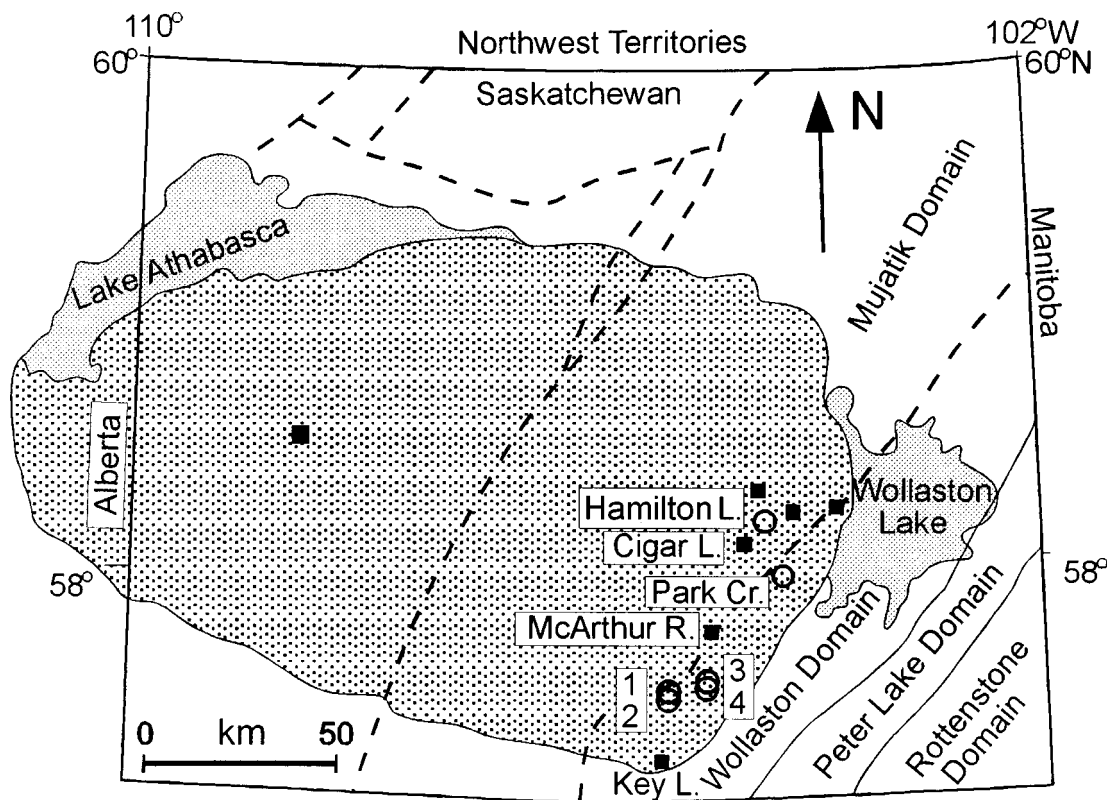 110°
102°W
60°
Northwest Territories
60°N
Saskatchewan
N
Mujatik Domain
Manitoba
Lake Athabasca
Alberta
Hamilton L.
Wollaston
Lake
Cigar L.
58°
58°
Park Cr.
McArthur R.
1
2
3
4
Wollaston Domain
Peter Lake Domain
Rottenstone
Domain
0 km 50
Key L.